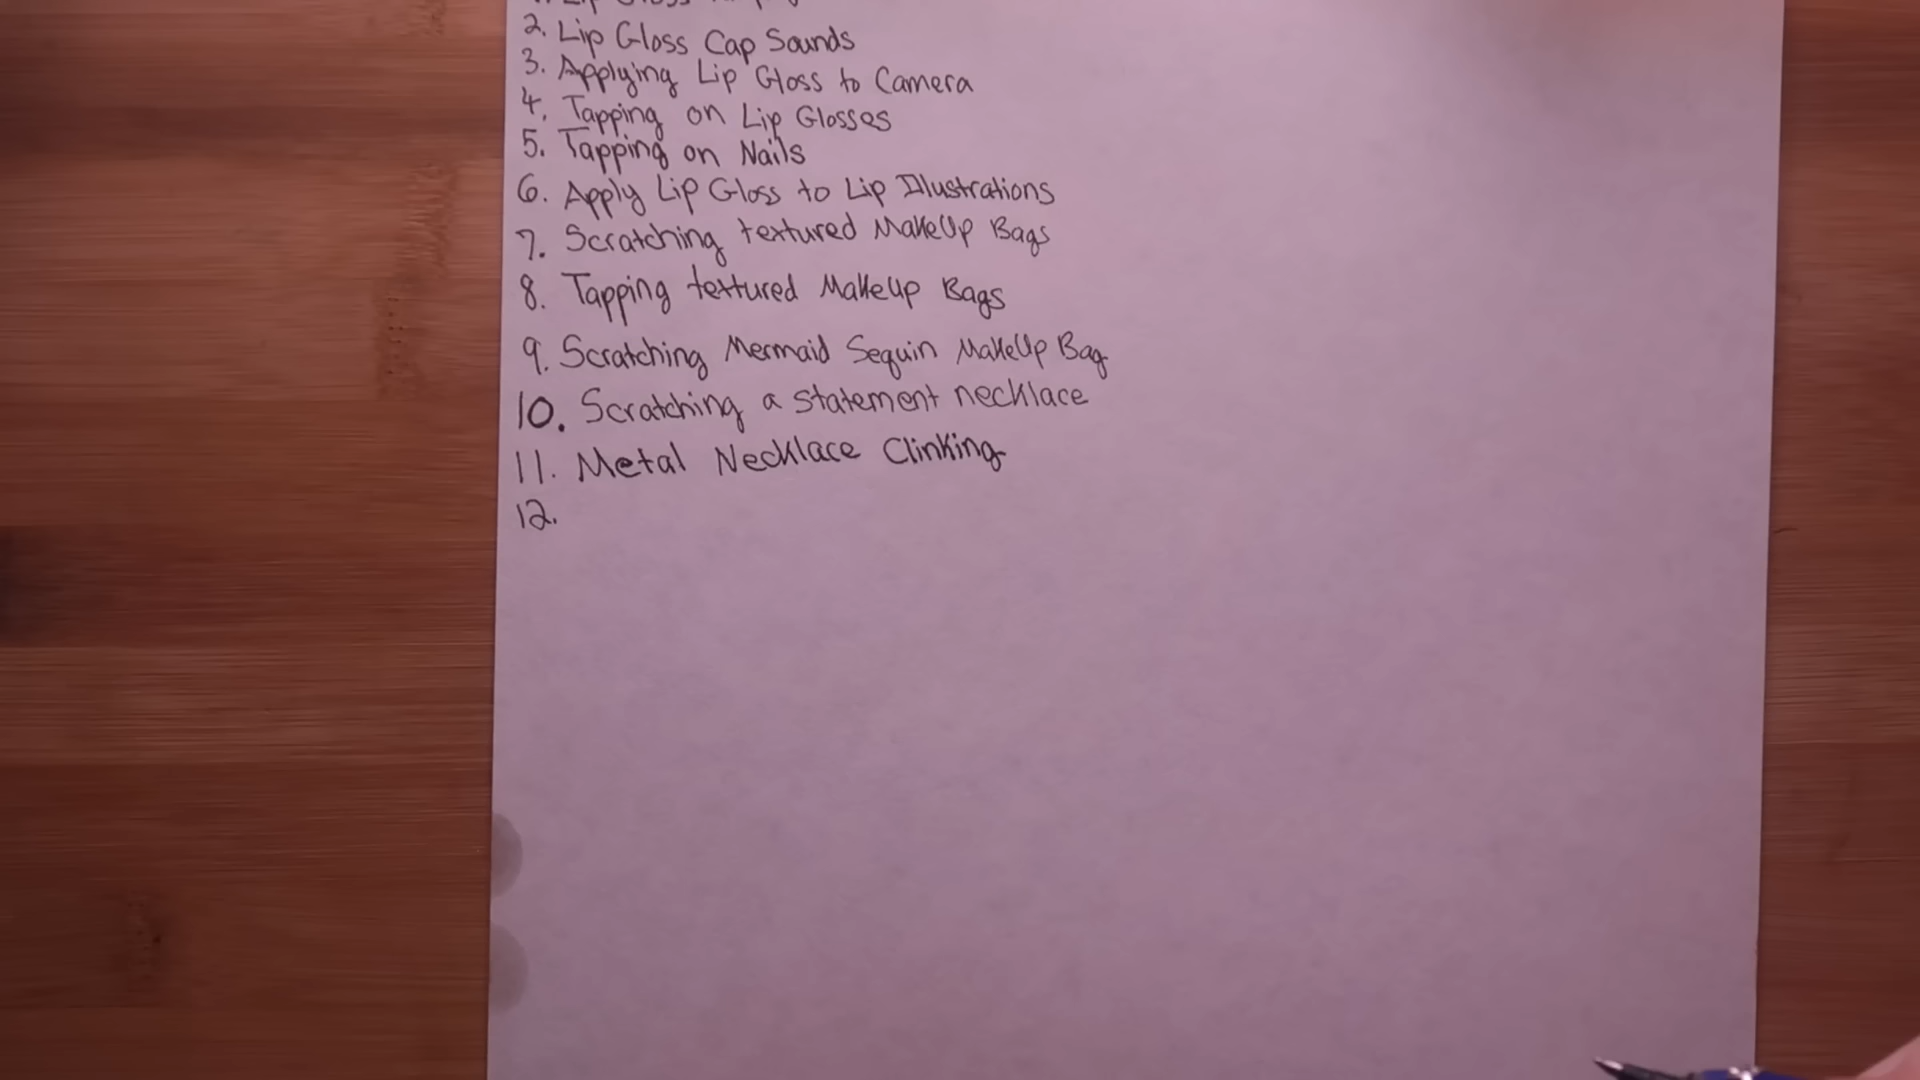 2. Lip Gloss Cap Sounds
3. Applying Lip Gloss to Camera
4. Tapping on Lip Glosses
5. Tapping on Nails
6. Apply Lip Gloss to Lip Illustrations
7. Scratching textured MakeUp Bags
8. Tapping textured MakeUp Bags
9. Scratching Mermaid Sequin MakeUp Bag
10. Scratching a statement necklace
11. Metal Necklace Clinking
12.